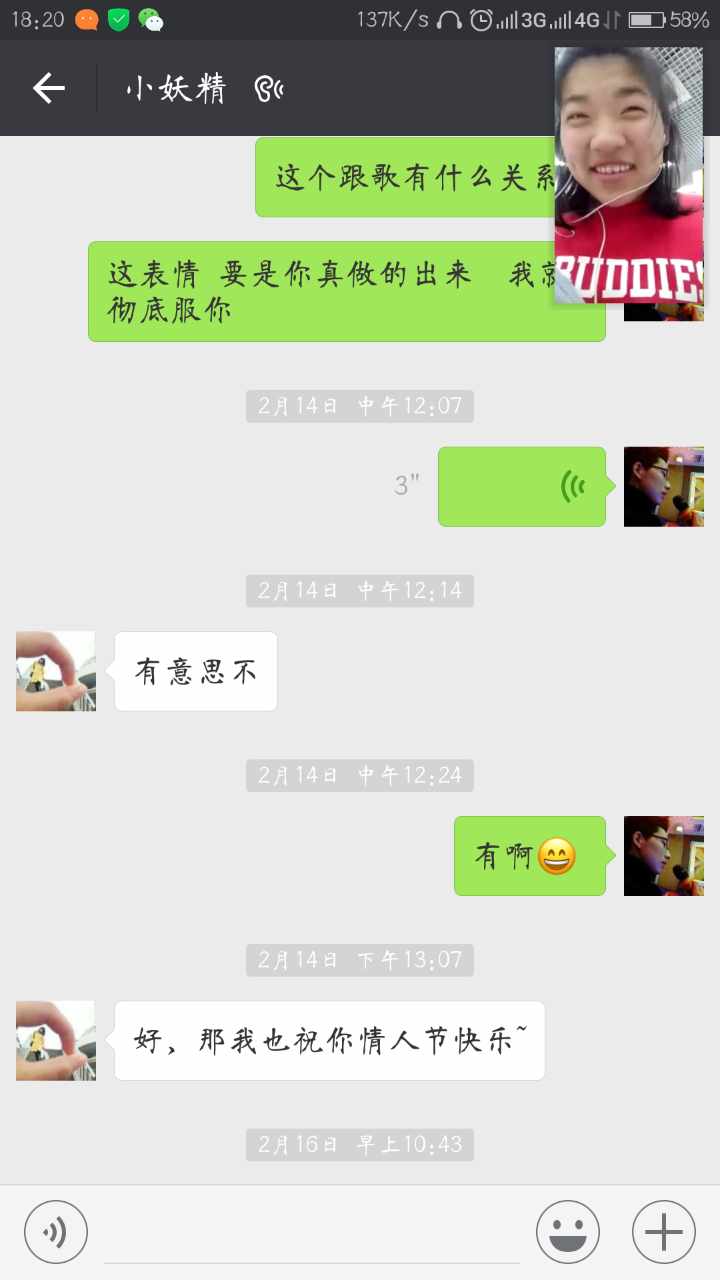 18:20 137K/s 3G 4G 58%
小妖精
这个跟歌有什么关系
这表情 要是你真做的出来 我就
彻底服你
BUDDIES
2月14日 中午12:07
3"
2月14日 中午12:14
有意思不
2月14日 中午12:24
有啊😄
2月14日 下午13:07
好，那我也祝你情人节快乐~
2月16日 早上10:43